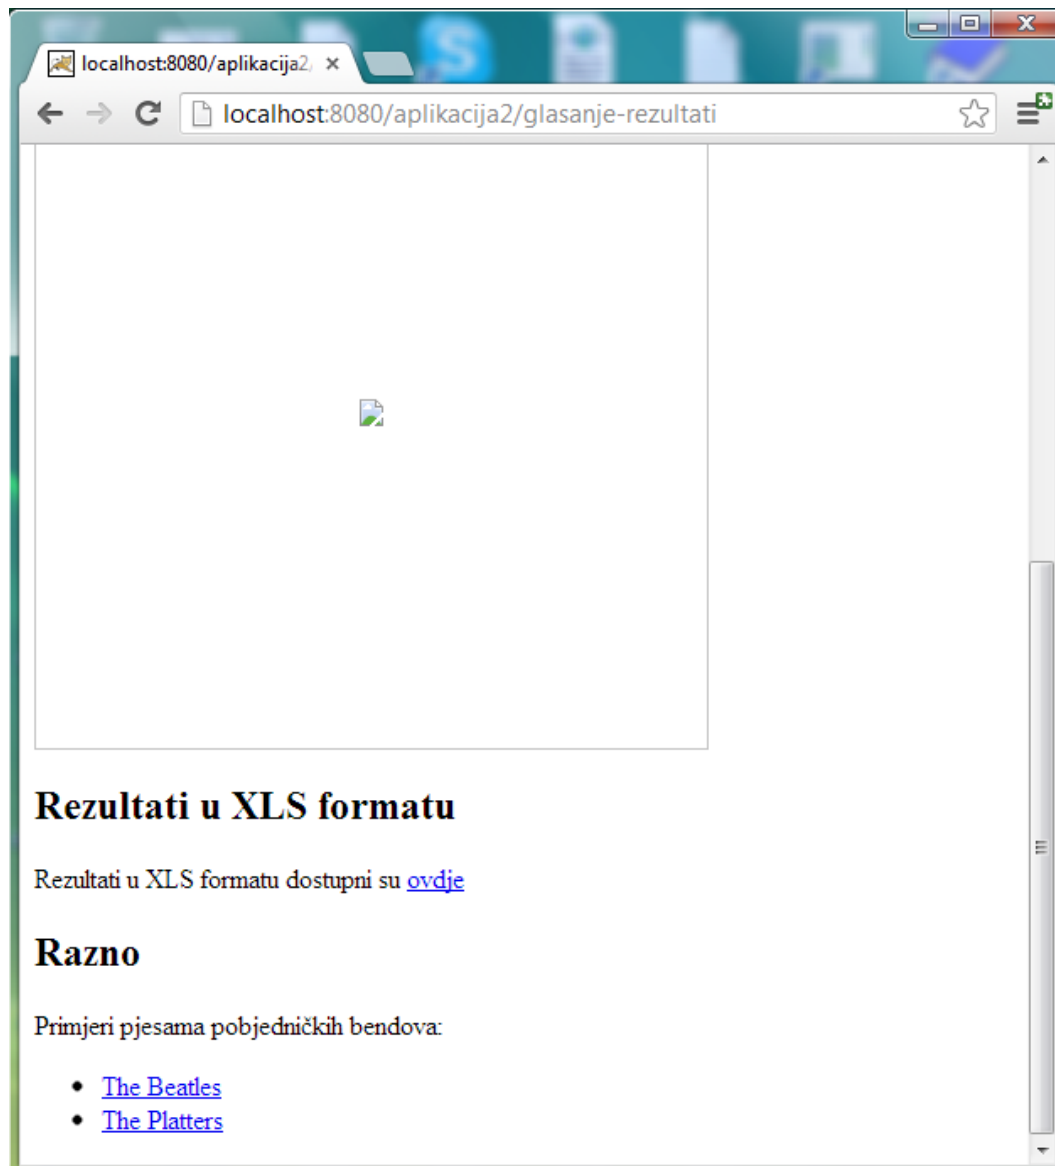 localhost:8080/aplikacija2/
localhost:8080/aplikacija2/glasanje-rezultati
Rezultati u XLS formatu
Rezultati u XLS formatu dostupni su ovdje
Razno
Primjeri pjesama pobjedničkih bendova:
The Beatles
The Platters